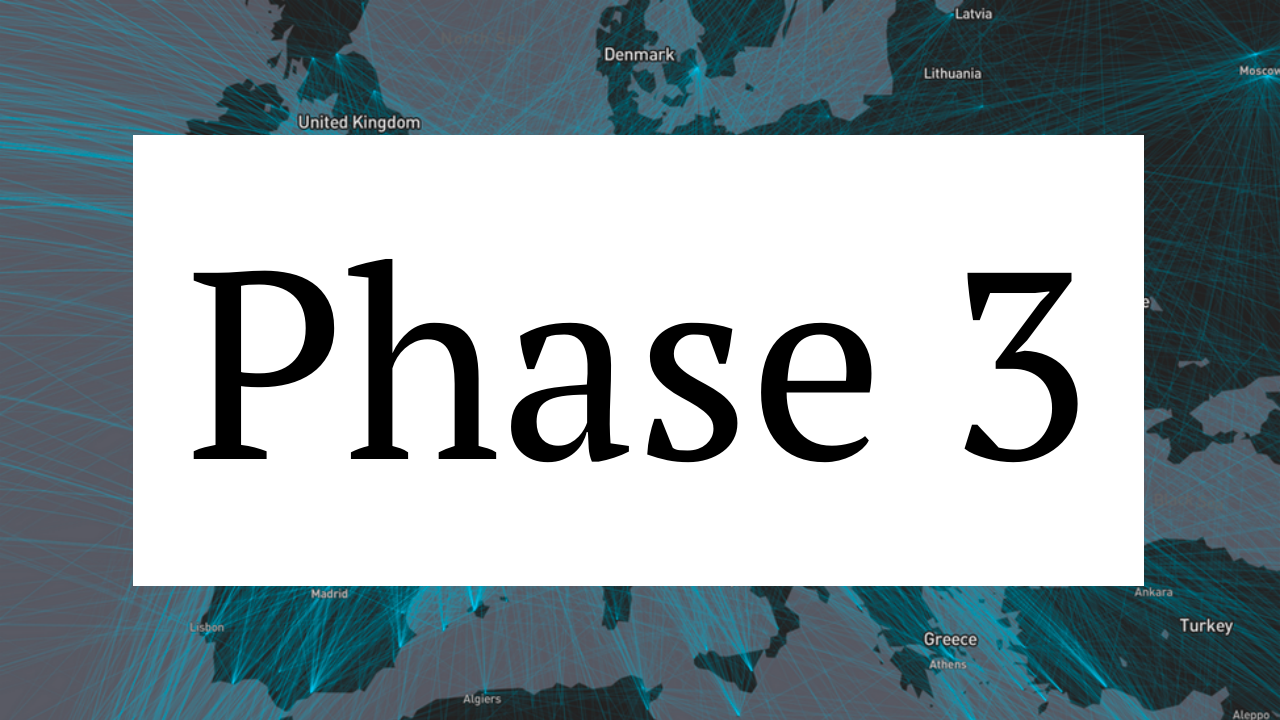 Latvia
Denmark
Lithuania
Moscow
United Kingdom
Phase 3
Madrid
Ankara
Lisbon
Turkey
Greece
Athens
Algiers
Aleppo